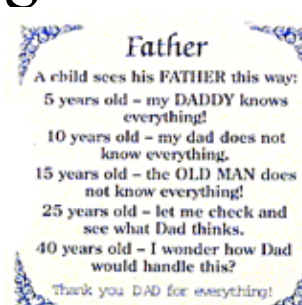 Father
A child sees his FATHER this way:
5 years old – my DADDY knows
everything!
10 years old – my dad does not
know everything.
15 years old – the OLD MAN does
not know everything!
25 years old – let me check and
see what Dad thinks.
40 years old – I wonder how Dad
would handle this?
Thank you DAD for everything!